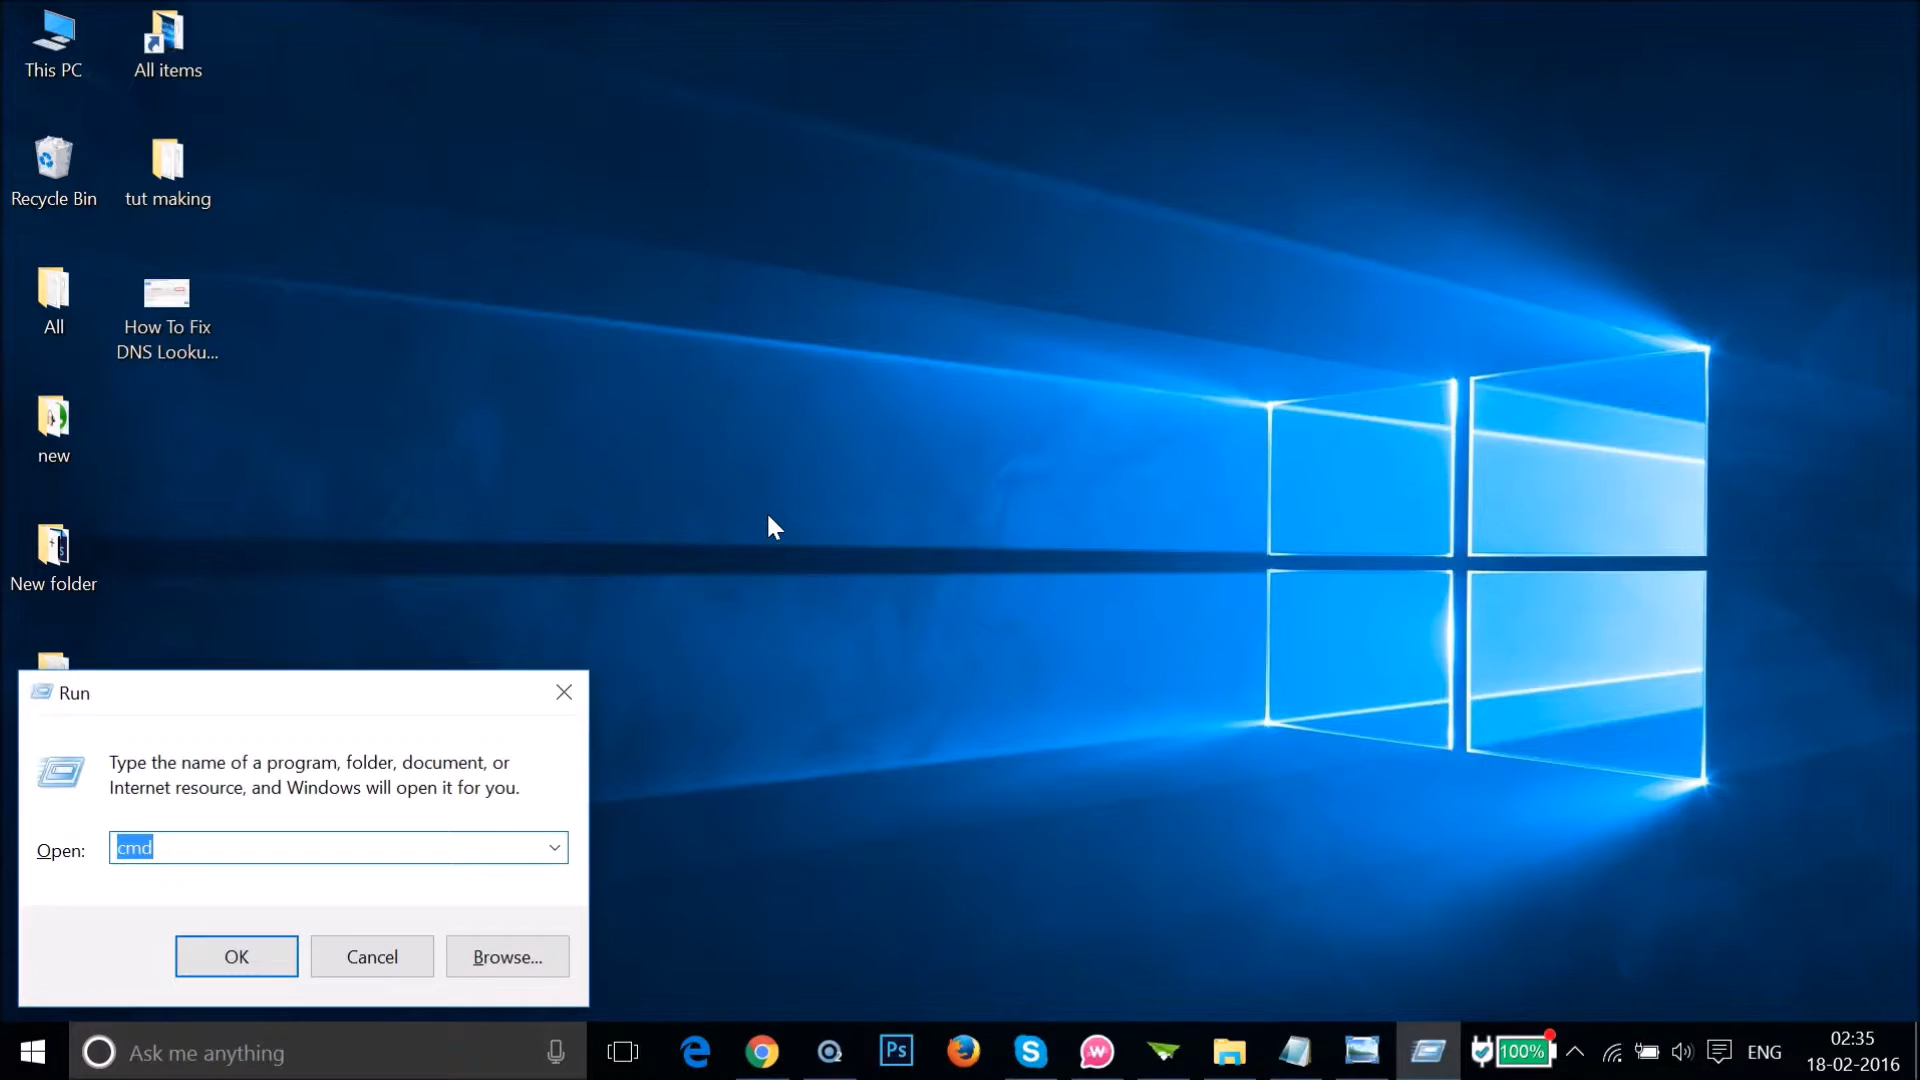 This PC
All items
Recycle Bin
tut making
All
How To Fix
DNS Looku...
new
New folder
Run
Type the name of a program, folder, document, or
Internet resource, and Windows will open it for you.
Open:
cmd
OK
Cancel
Browse...
Ask me anything
Ps
100%
ENG
02:35
18-02-2016